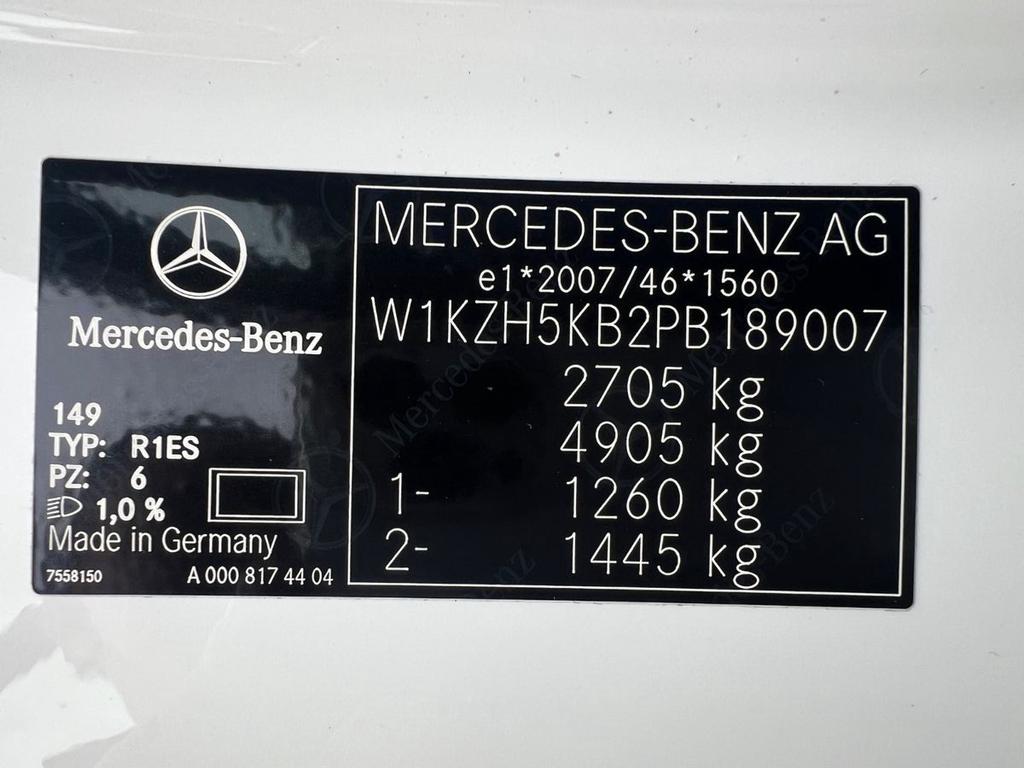 Mercedes-Benz
149
TYP: R1ES
PZ: 6
1,0 %
Made in Germany
7558150 A 000 817 44 04
MERCEDES-BENZ AG
e1*2007/46*1560
W1KZH5KB2PB189007
2705 kg
4905 kg
1- 1260 kg
2- 1445 kg